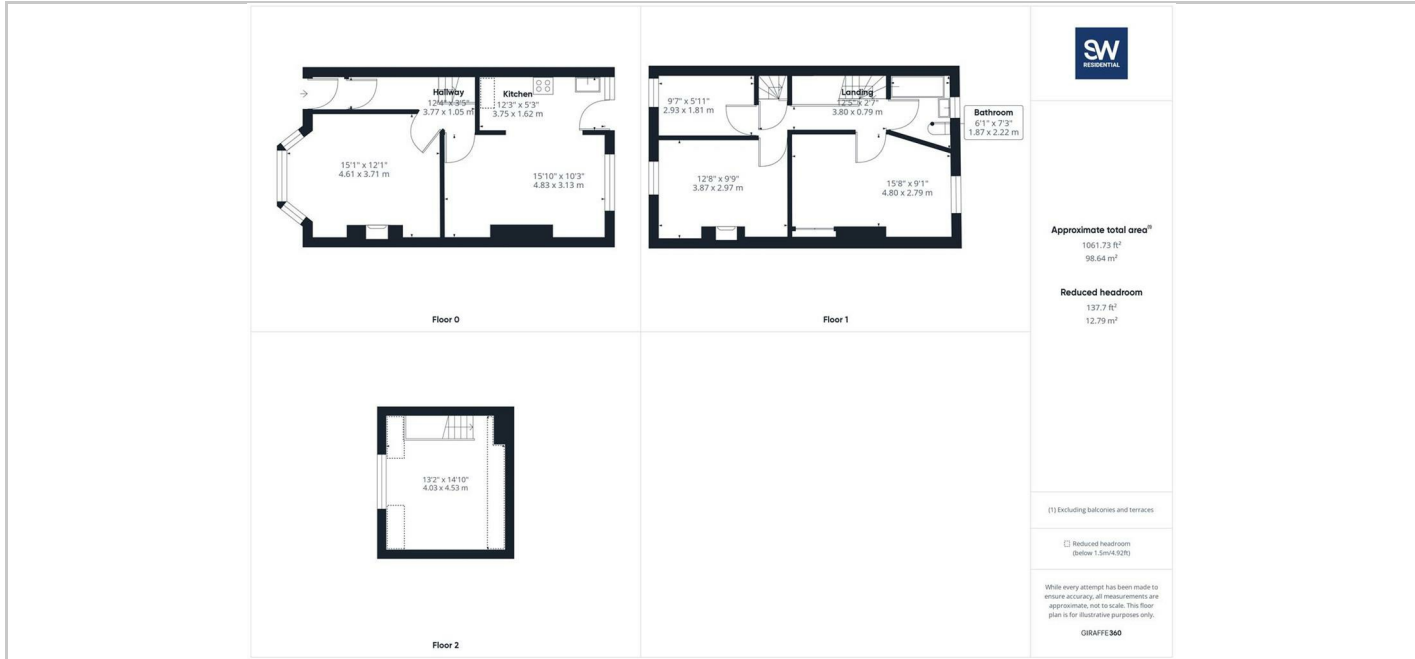 Hallway
12'4" x 3'5"
3.77 x 1.05 m
Kitchen
12'3" x 5'3"
3.75 x 1.62 m
15'1" x 12'1"
4.61 x 3.71 m
15'10" x 10'3"
4.83 x 3.13 m
Floor 0
9'7" x 5'11"
2.93 x 1.81 m
Landing
12'5" x 2'7"
3.80 x 0.79 m
Bathroom
6'1" x 7'3"
1.87 x 2.22 m
12'8" x 9'9"
3.87 x 2.97 m
15'8" x 9'1"
4.80 x 2.79 m
Floor 1
13'2" x 14'10"
4.03 x 4.53 m
Floor 2
SW
RESIDENTIAL
Approximate total area(1)
1061.73 ft²
98.64 m²
Reduced headroom
137.7 ft²
12.79 m²
(1) Excluding balconies and terraces
Reduced headroom
(below 1.5m/4.92ft)
While every attempt has been made to
ensure accuracy, all measurements are
approximate, not to scale. This floor
plan is for illustrative purposes only.
GIRAFFE360